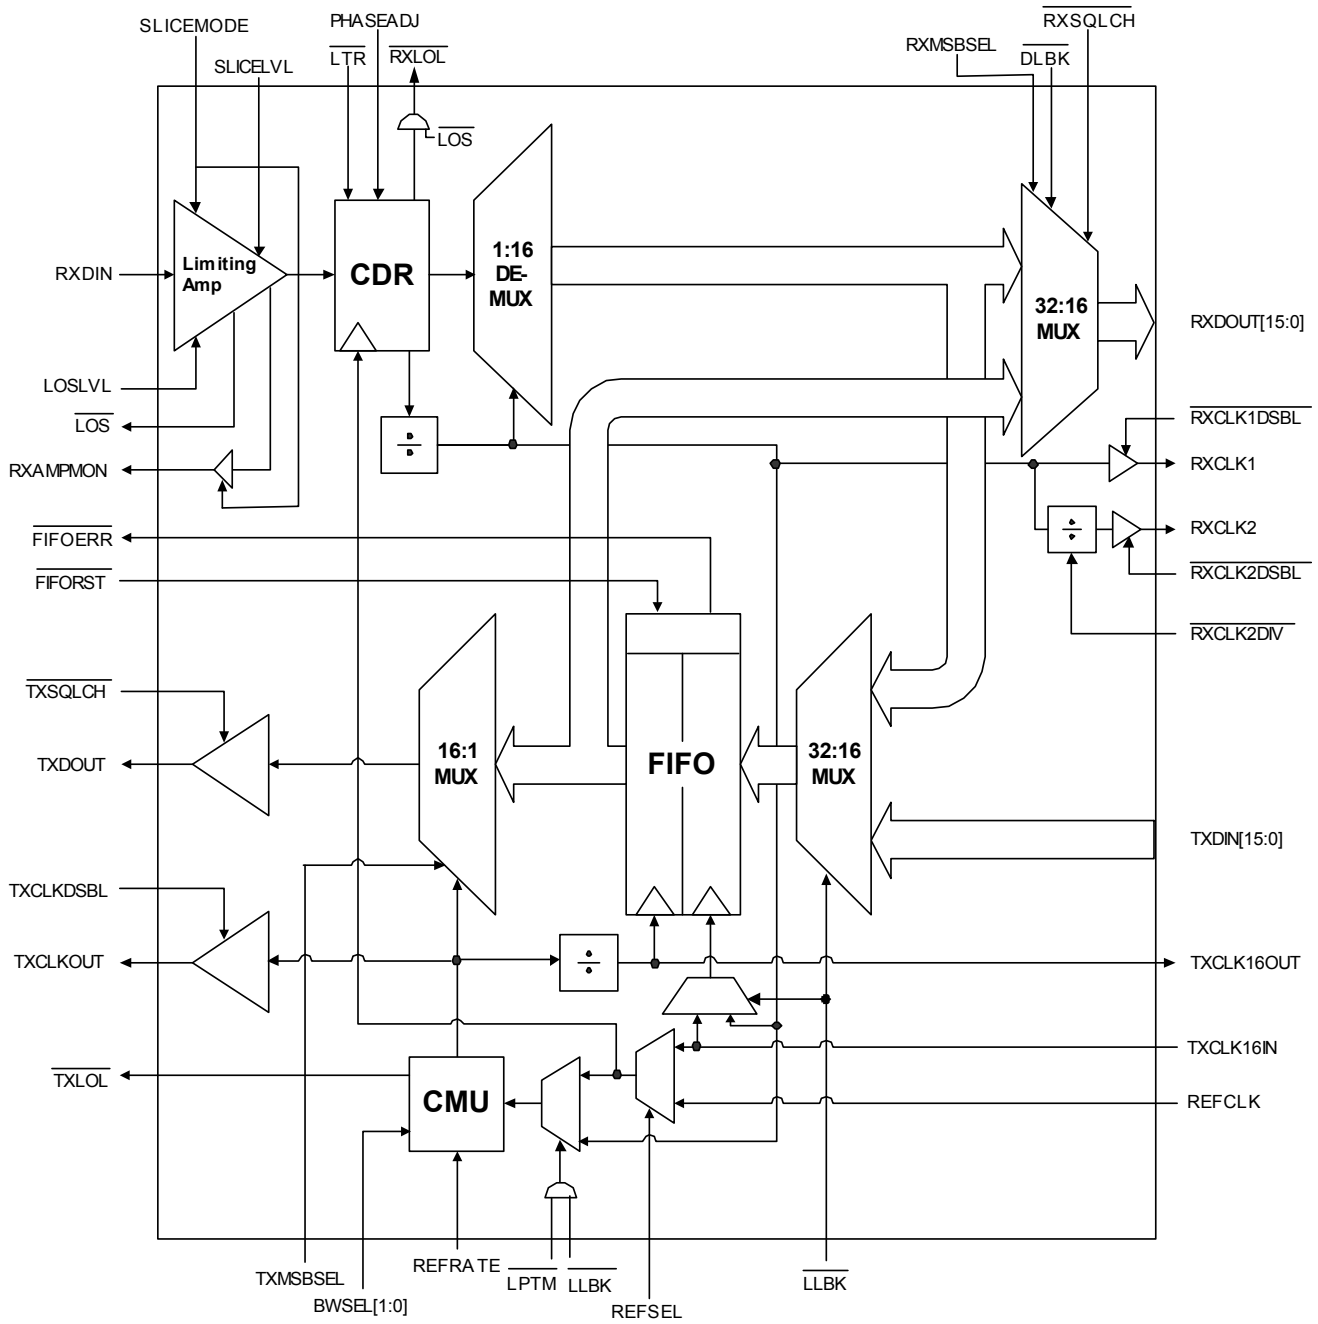 SLICEMODE
PHASEADJ
RXSQLCH
SLICELVL
LTR
RXLOL
RXMSBSEL
DLBK
LOS
Limiting
Amp
CDR
1:16
DE-
MUX
32:16
MUX
RXDIN
RXDOUT[15:0]
LOSLVL
LOS
RXAMPMON
RXCLK1DSBL
RXCLK1
FIFOERR
FIFORST
RXCLK2
RXCLK2DSBL
RXCLK2DIV
TXSQLCH
TXDOUT
16:1
MUX
FIFO
32:16
MUX
TXDIN[15:0]
TXCLKDSBL
TXCLKOUT
TXCLK16OUT
TXCLK16IN
TXLOL
CMU
REFCLK
TXMSBSEL
BWSEL[1:0]
REFRATE
LPTM
LLBK
REFSEL
LLBK